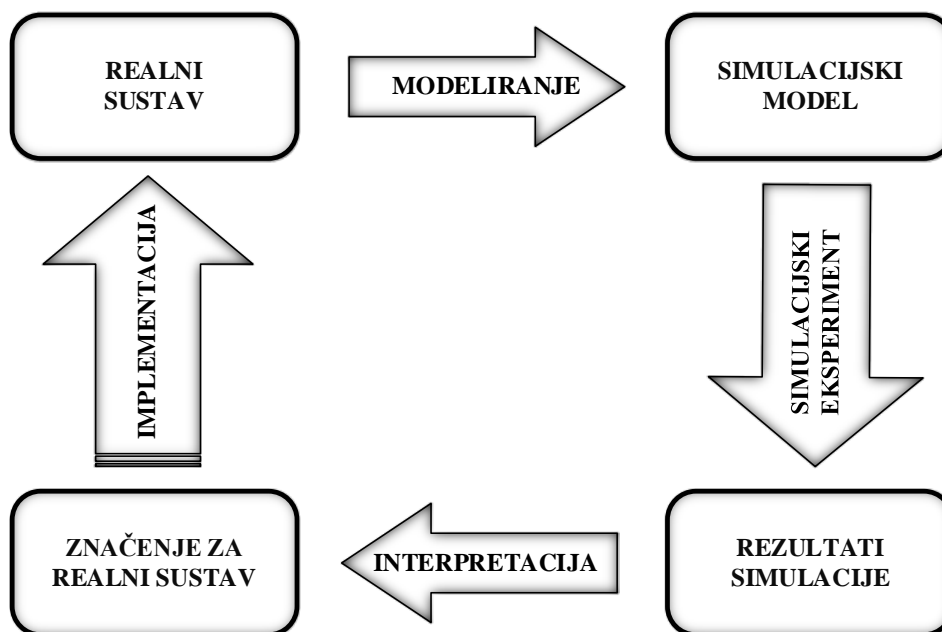 REALNI
SUSTAV
MODELIRANJE
SIMULACIJSKI
MODEL
IMPLEMENTACIJA
SIMULACIJSKI
EKSPERIMENT
ZNAČENJE ZA
REALNI SUSTAV
INTERPRETACIJA
REZULTATI
SIMULACIJE